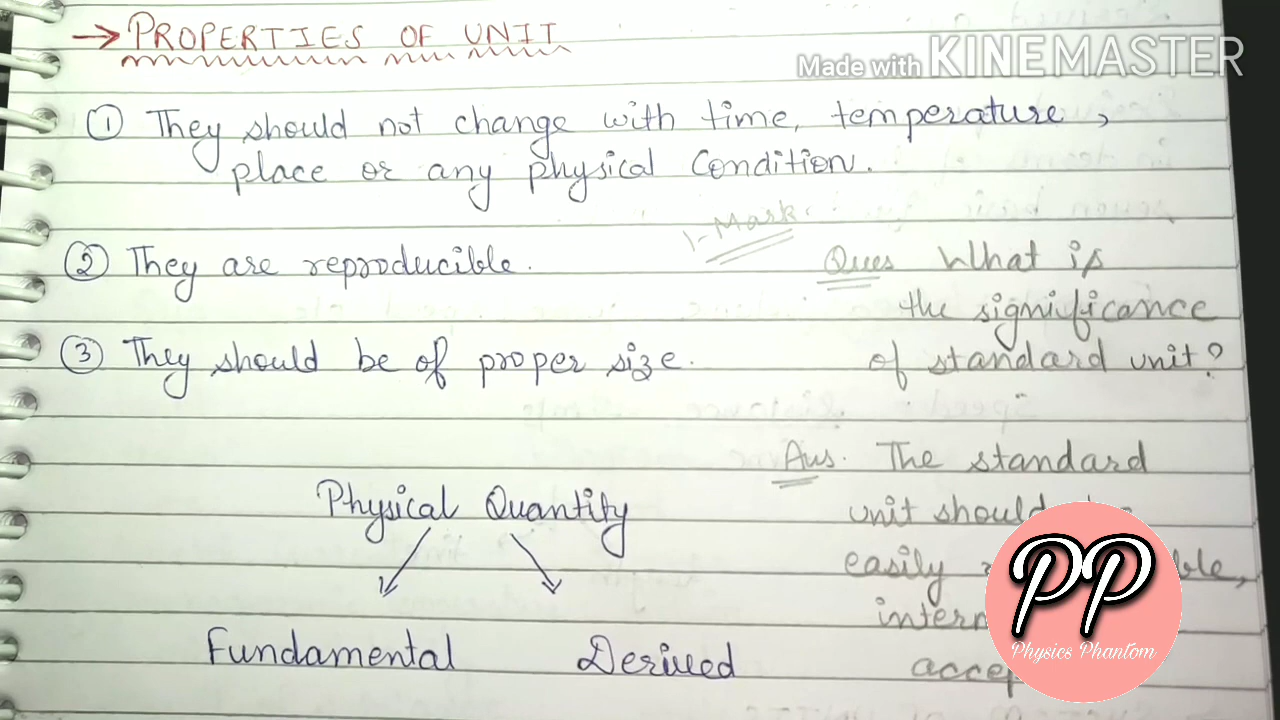 → PROPERTIES OF UNIT
Made with KINEMASTER
① They should not change with time, temperature,
place or any physical Condition.
1-Mark.
② They are reproducible.
Ques What is
the significance
of standard unit?
③ They should be of proper size.
Ans. The standard
unit should
easily
Physical Quantity
Fundamental Derived
PP
Physics Phantom